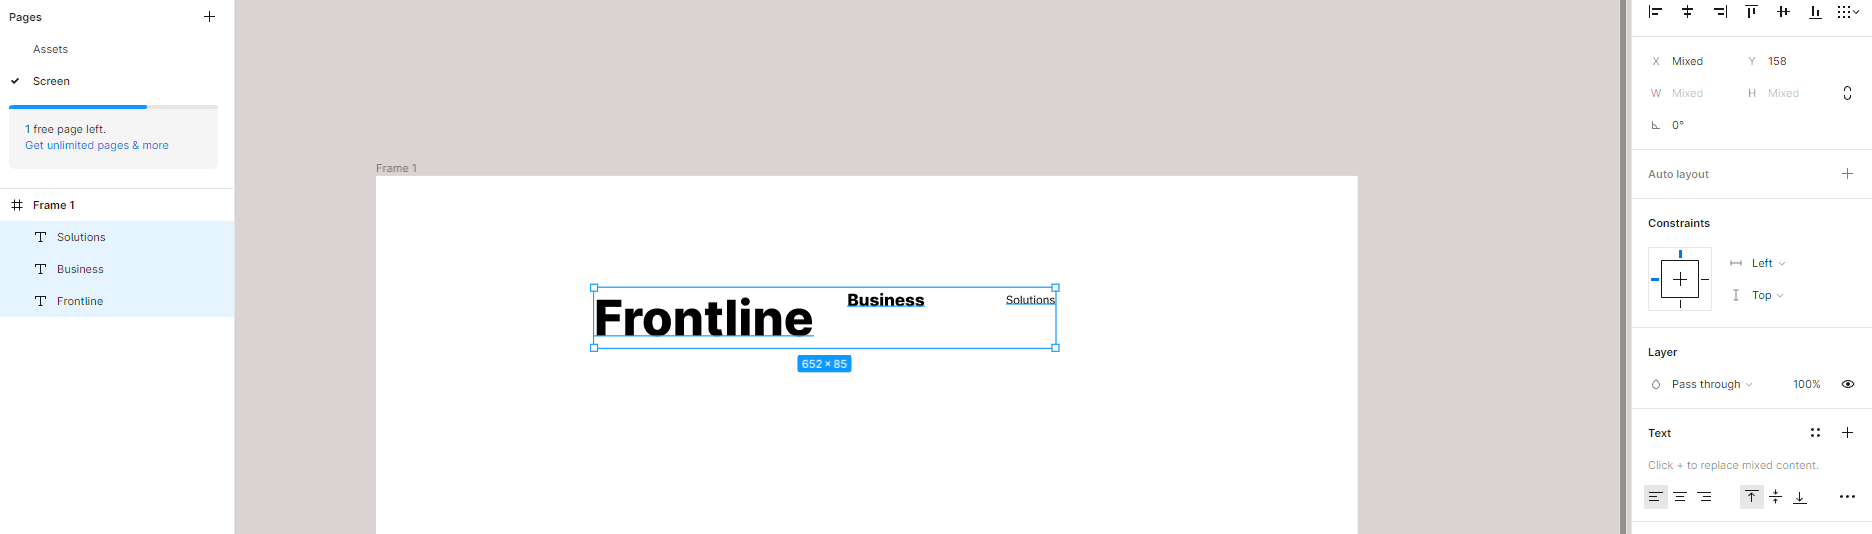 Pages
Assets
Screen
1 free page left.
Get unlimited pages & more
Frame 1
Solutions
Business
Frontline
Frame 1
Frontline Business Solutions
652 × 85
X Mixed Y 158
W Mixed H Mixed
0°
Auto layout
Constraints
Left
Top
Layer
Pass through 100%
Text
Click + to replace mixed content.